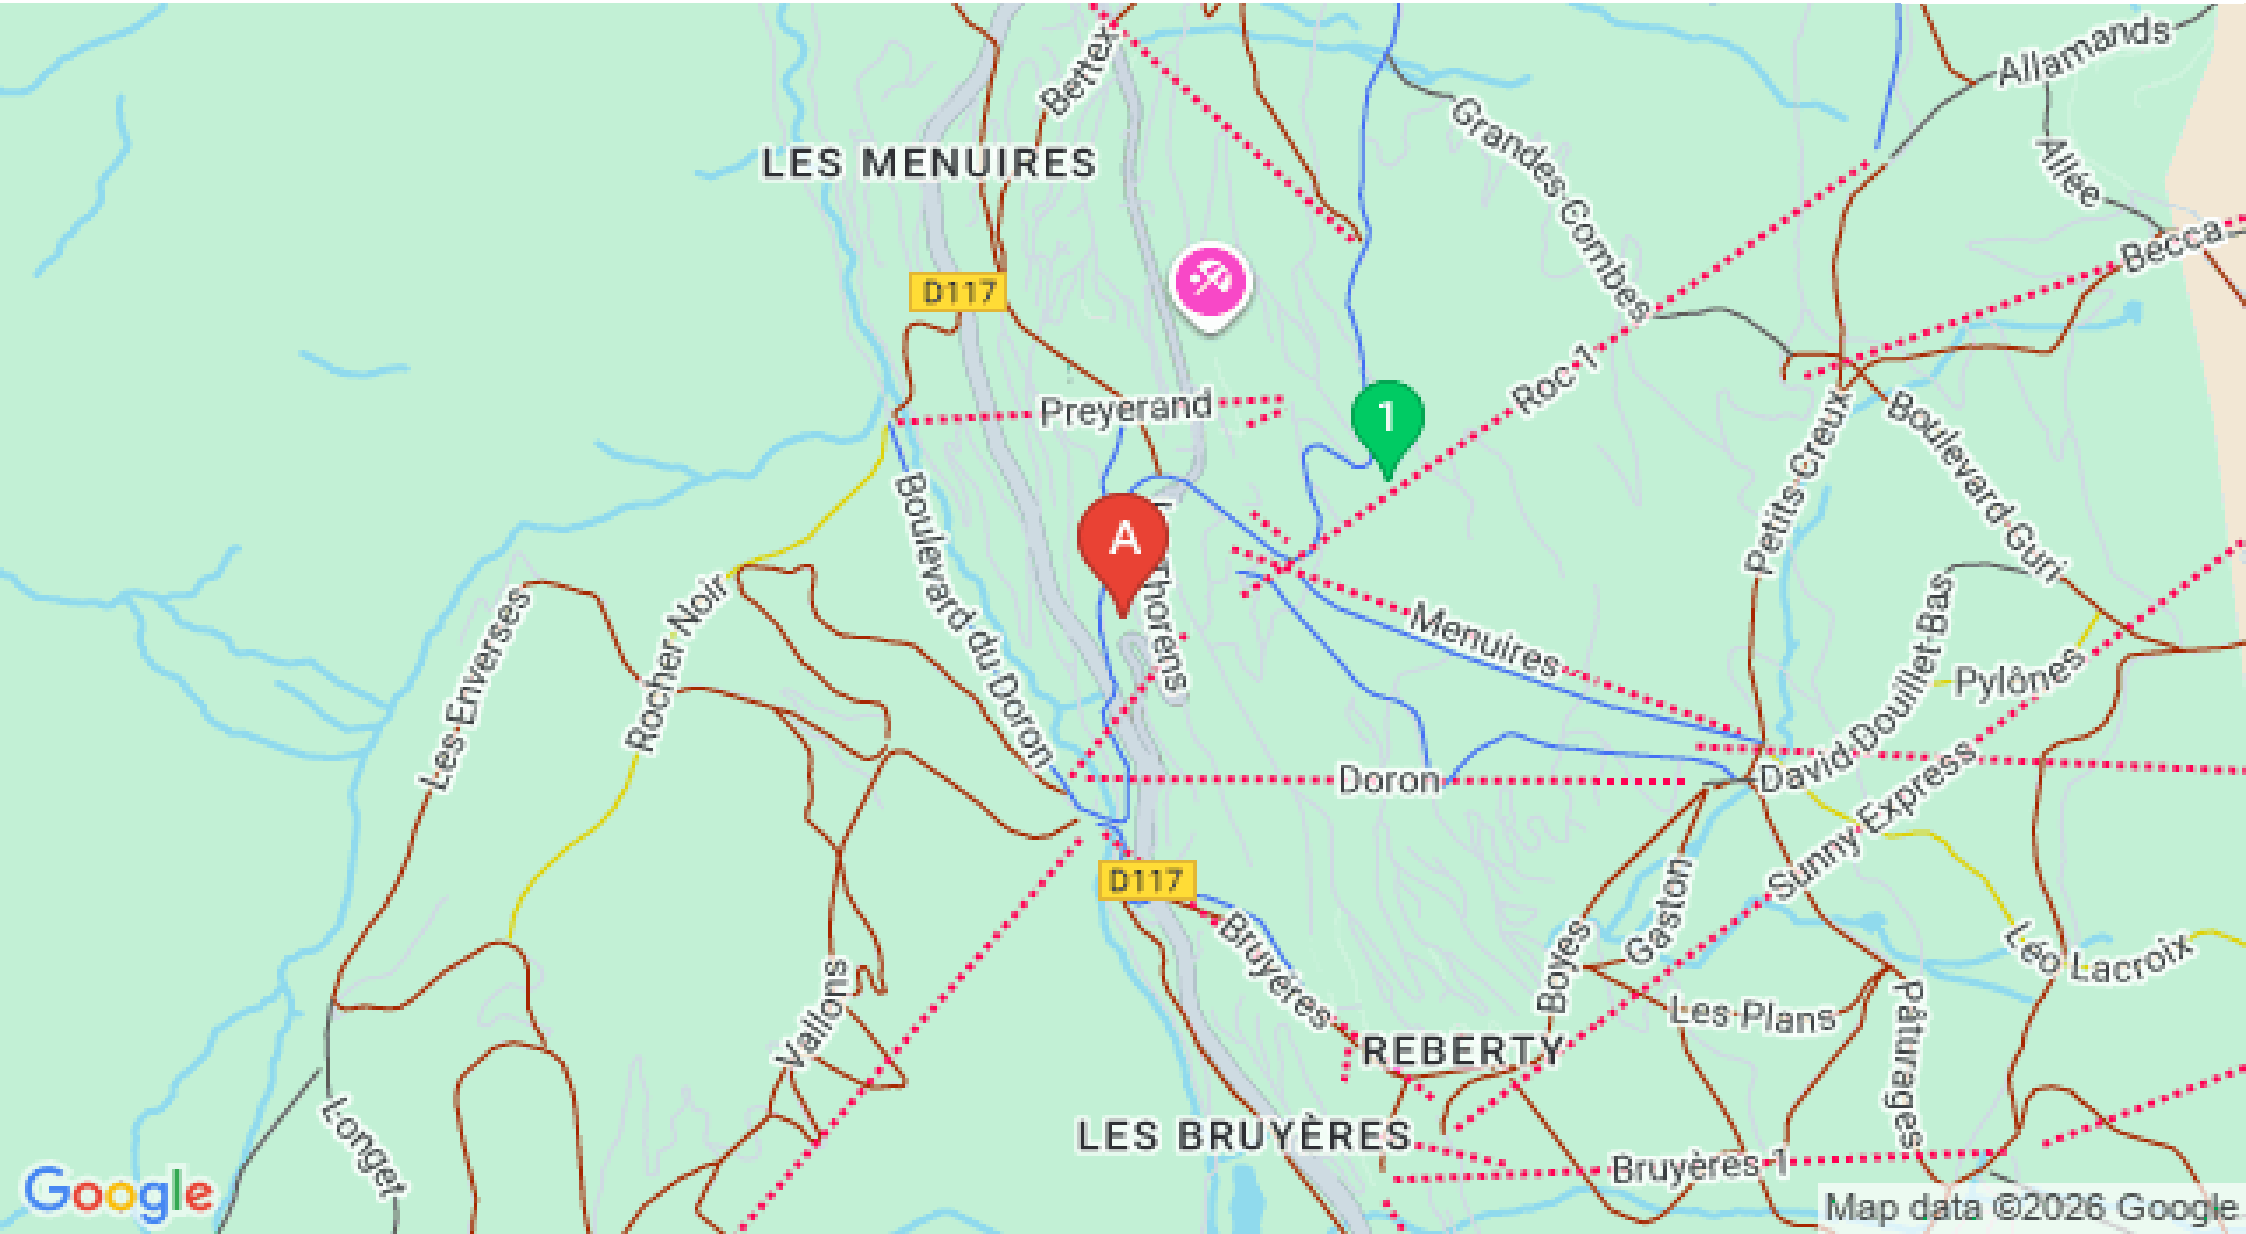 Bettex
Allamands
Grandes Combes
Allée
LES MENUIRES
Becca
D117
Roc 1
1
Preyerand
Boulevard Guri
Petits Creux
A
Thorens
Boulevard du Doron
Rocher Noir
Les Enverses
Menuires
David Douillet Bas
Pylônes
Doron
Sunny Express
D117
Gaston
Boyes
Bruyères
Léo Lacroix
Vallons
Les Plans
Pâturages
REBERTY
LES BRUYÈRES
Longet
Bruyères 1
Google
Map data ©2026 Google